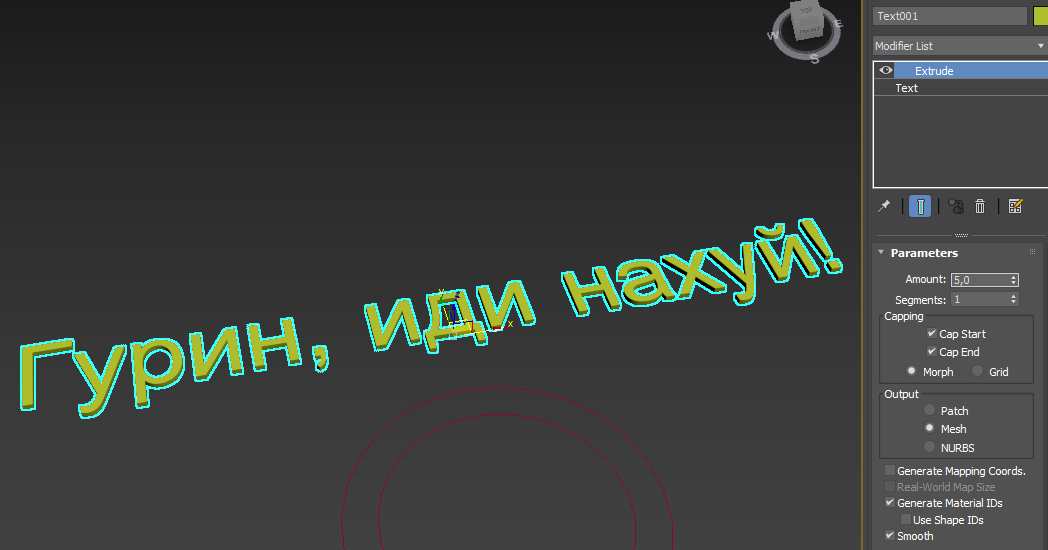 TOP
FRONT
W
E
S
Гурин, иди нахуй!
y
z
x
Text001
Modifier List
Extrude
Text
Parameters
Amount: 5,0
Segments: 1
Capping
Cap Start
Cap End
Morph Grid
Output
Patch
Mesh
NURBS
Generate Mapping Coords.
Real-World Map Size
Generate Material IDs
Use Shape IDs
Smooth